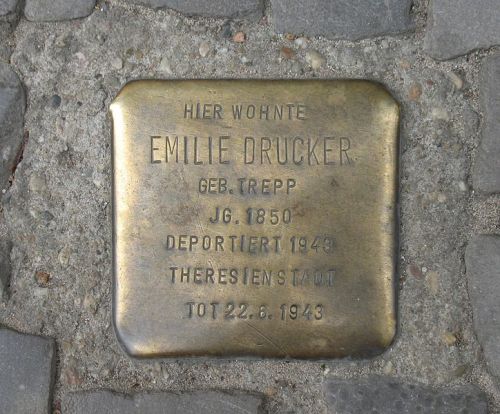 HIER WOHNTE
EMILIE DRUCKER
GEB. TREPP
JG. 1850
DEPORTIERT 1943
THERESIENSTADT
TOT 22.6.1943